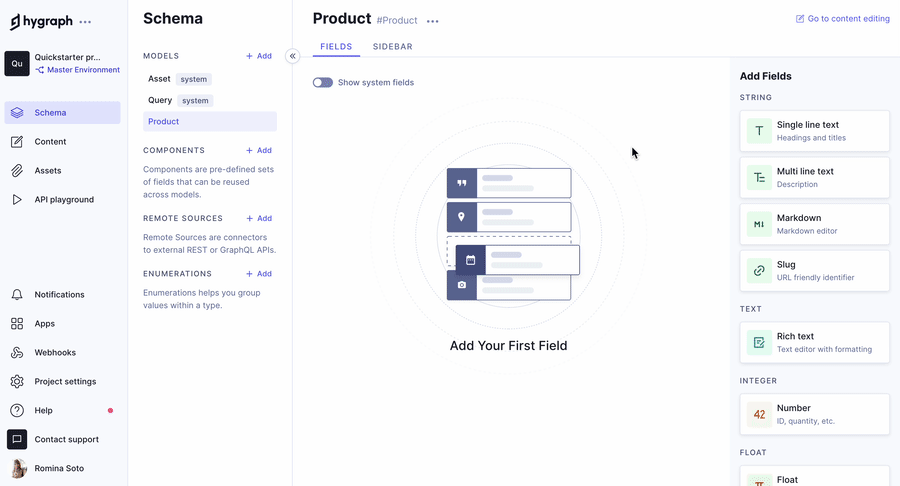 hygraph
Qu
Quickstarter pr...
Master Environment
Schema
Content
Assets
API playground
Notifications
Apps
Webhooks
Project settings
Help
Contact support
Romina Soto
Schema
MODELS
+ Add
Asset system
Query system
Product
COMPONENTS
+ Add
Components are pre-defined sets
of fields that can be reused
across models.
REMOTE SOURCES
+ Add
Remote Sources are connectors
to external REST or GraphQL APIs.
ENUMERATIONS
+ Add
Enumerations helps you group
values within a type.
Product #Product
Go to content editing
FIELDS
SIDEBAR
Show system fields
Add Your First Field
Add Fields
STRING
T
Single line text
Headings and titles
Multi line text
Description
Markdown
Markdown editor
Slug
URL friendly identifier
TEXT
Rich text
Text editor with formatting
INTEGER
42
Number
ID, quantity, etc.
FLOAT
Float